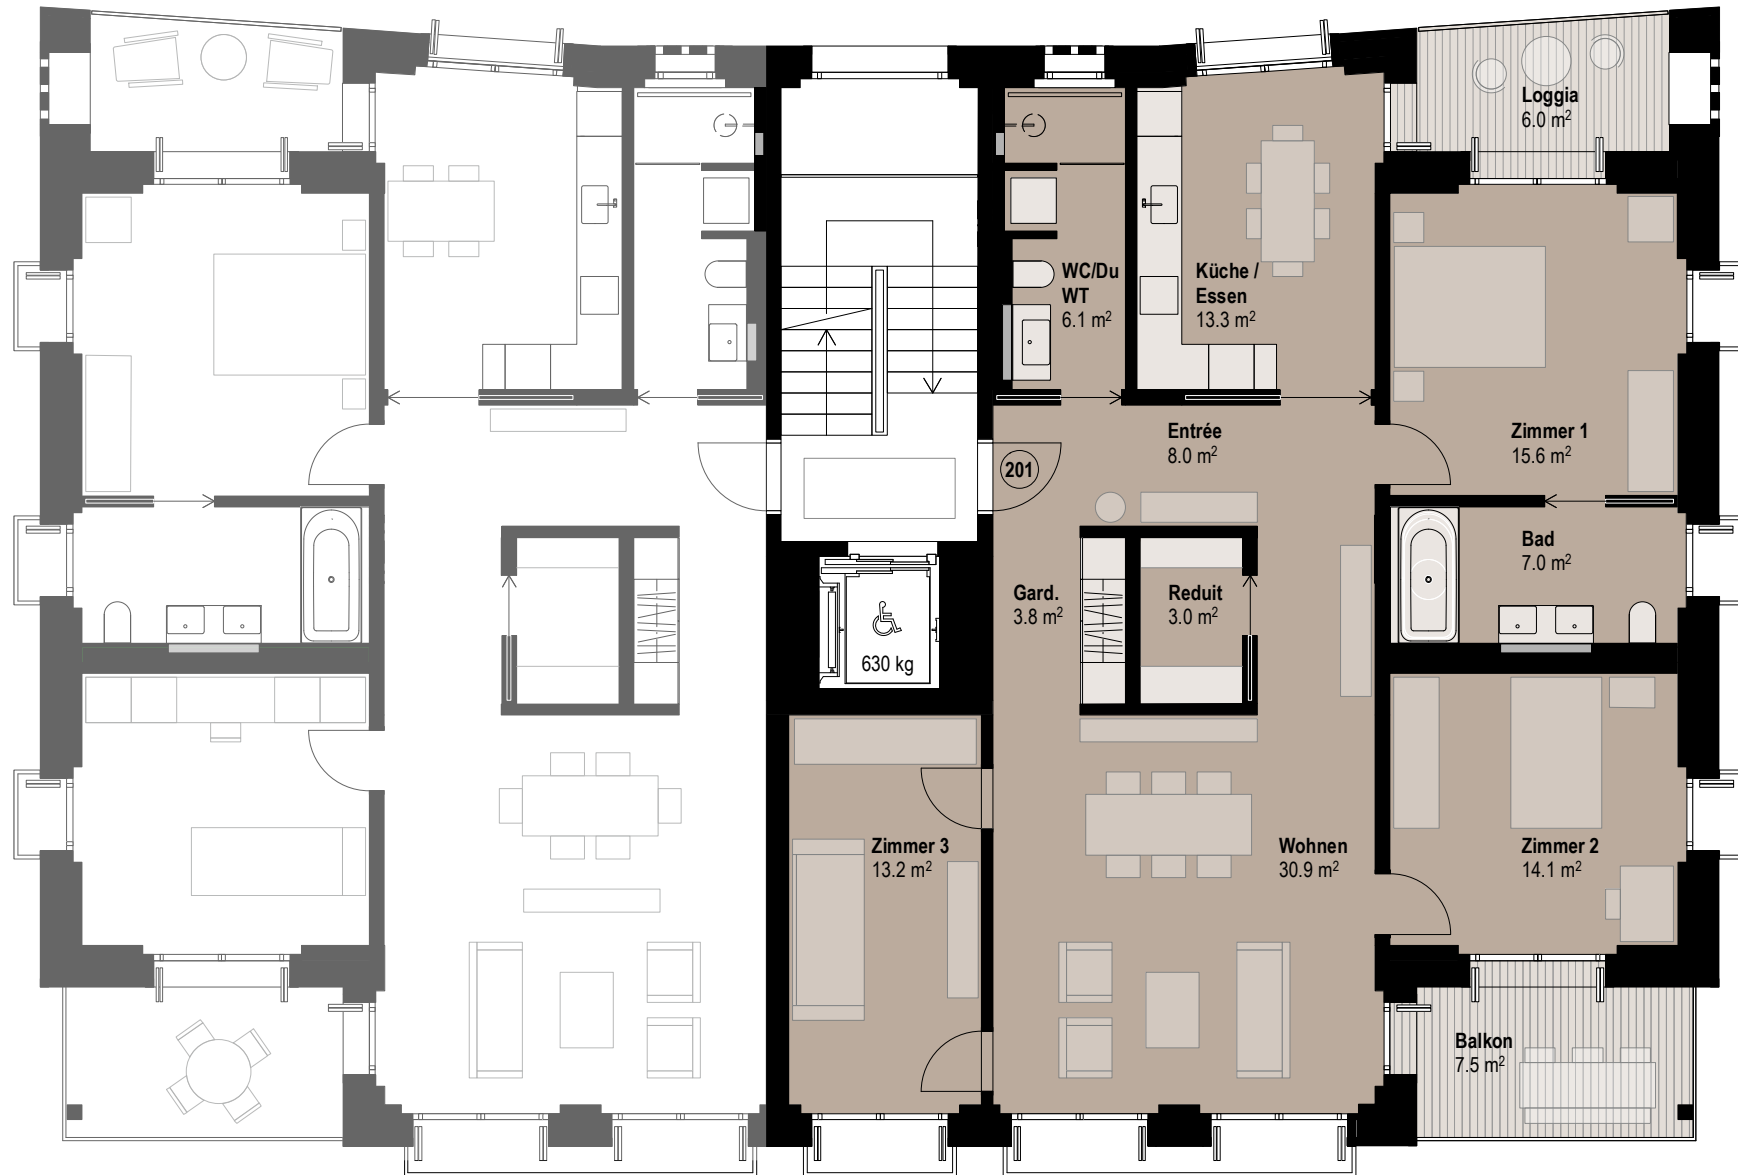 Loggia
6.0 m²
WC/Du
WT
6.1 m²
Küche /
Essen
13.3 m²
Entrée
8.0 m²
Zimmer 1
15.6 m²
201
Bad
7.0 m²
Gard.
3.8 m²
Reduit
3.0 m²
630 kg
Zimmer 3
13.2 m²
Wohnen
30.9 m²
Zimmer 2
14.1 m²
Balkon
7.5 m²